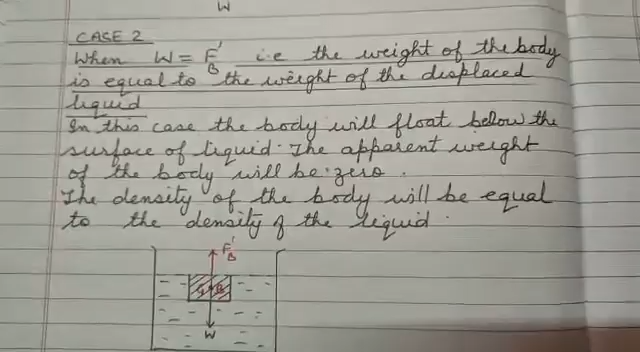 W
CASE 2
When W = F'B i.e the weight of the body
is equal to the weight of the displaced
liquid
In this case the body will float below the
surface of liquid. The apparent weight
of the body will be zero.
The density of the body will be equal
to the density of the liquid.
F'B
G B
W